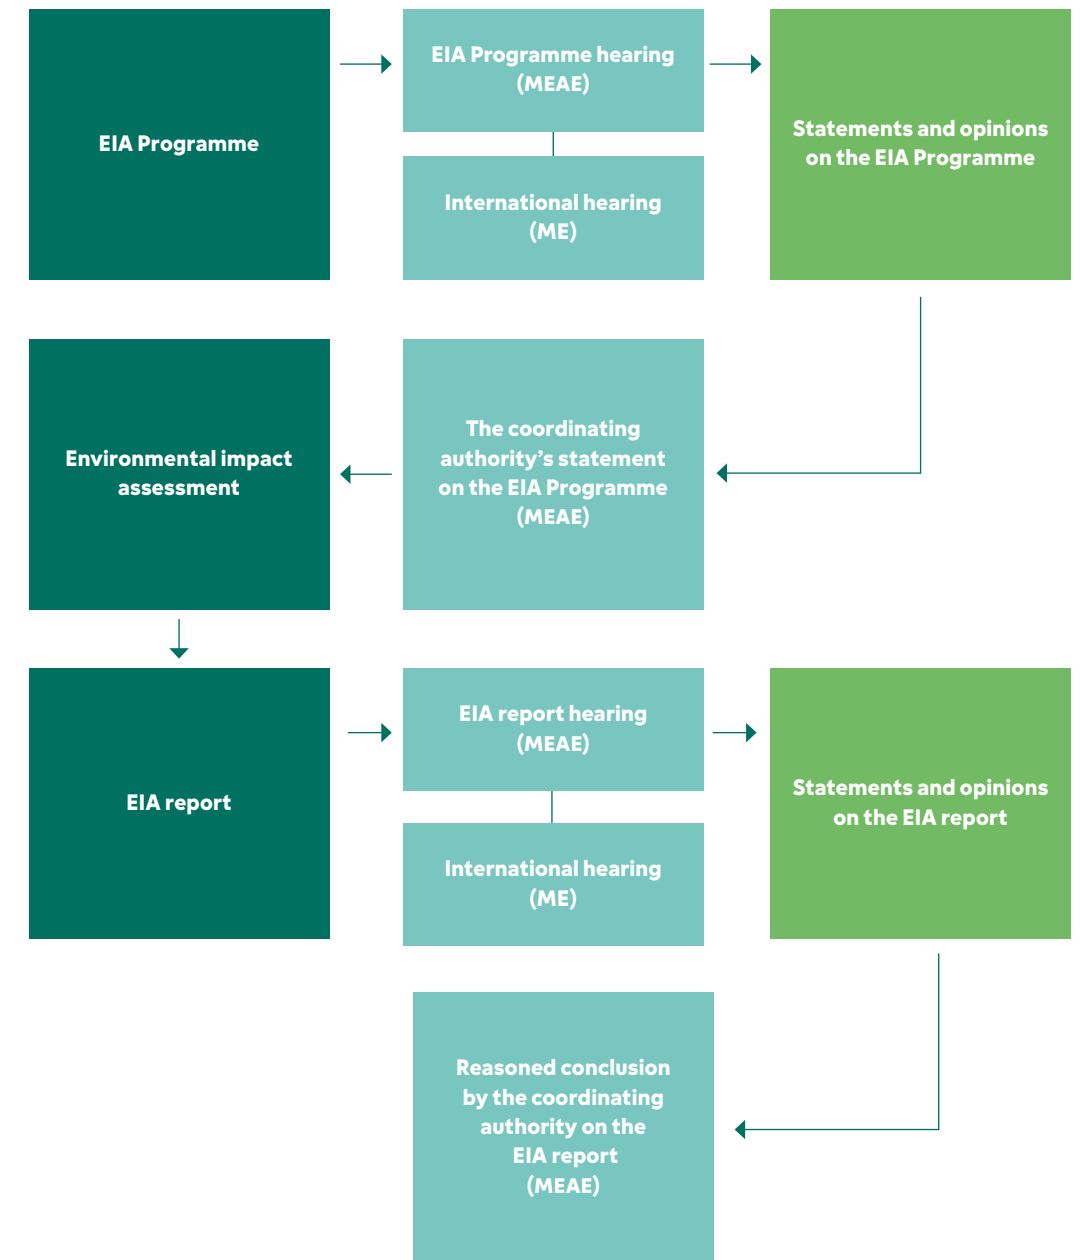 EIA Programme
EIA Programme hearing
(MEAE)
International hearing
(ME)
Statements and opinions
on the EIA Programme
Environmental impact
assessment
The coordinating
authority’s statement
on the EIA Programme
(MEAE)
EIA report
EIA report hearing
(MEAE)
International hearing
(ME)
Statements and opinions
on the EIA report
Reasoned conclusion
by the coordinating
authority on the
EIA report
(MEAE)